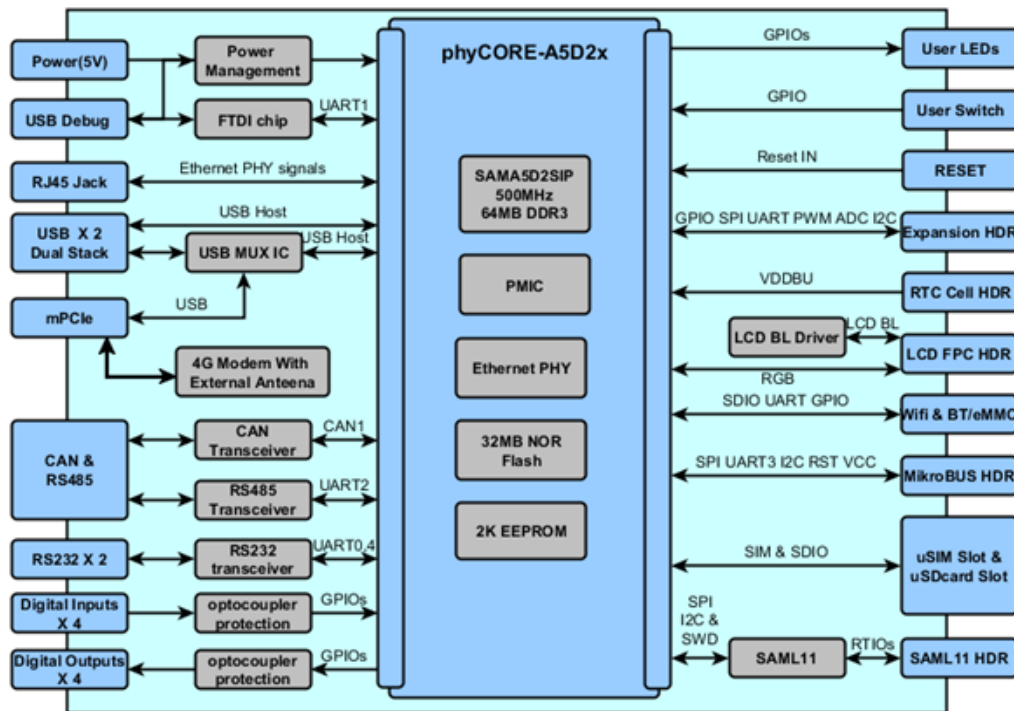 phyCORE-A5D2x
Power(5V)
Power
Management
USB Debug
FTDI chip
UART1
RJ45 Jack
Ethernet PHY signals
USB X 2
Dual Stack
USB Host
USB MUX IC
USB Host
mPCIe
USB
4G Modem With
External Anteena
CAN &
RS485
CAN
Transceiver
CAN1
RS485
Transceiver
UART2
RS232 X 2
RS232
transceiver
UART0,4
Digital Inputs
X 4
optocoupler
protection
GPIOs
Digital Outputs
X 4
optocoupler
protection
GPIOs
SAMA5D2SIP
500MHz
64MB DDR3
PMIC
Ethernet PHY
32MB NOR
Flash
2K EEPROM
GPIOs
User LEDs
GPIO
User Switch
Reset IN
RESET
GPIO SPI UART PWM ADC I2C
Expansion HDR
VDDBU
RTC Cell HDR
LCD BL Driver
LCD BL
LCD FPC HDR
RGB
SDIO UART GPIO
Wifi & BT/eMMC
SPI UART3 I2C RST VCC
MikroBUS HDR
SIM & SDIO
uSIM Slot &
uSDcard Slot
SPI
I2C &
SWD
SAML11
RTIOs
SAML11 HDR